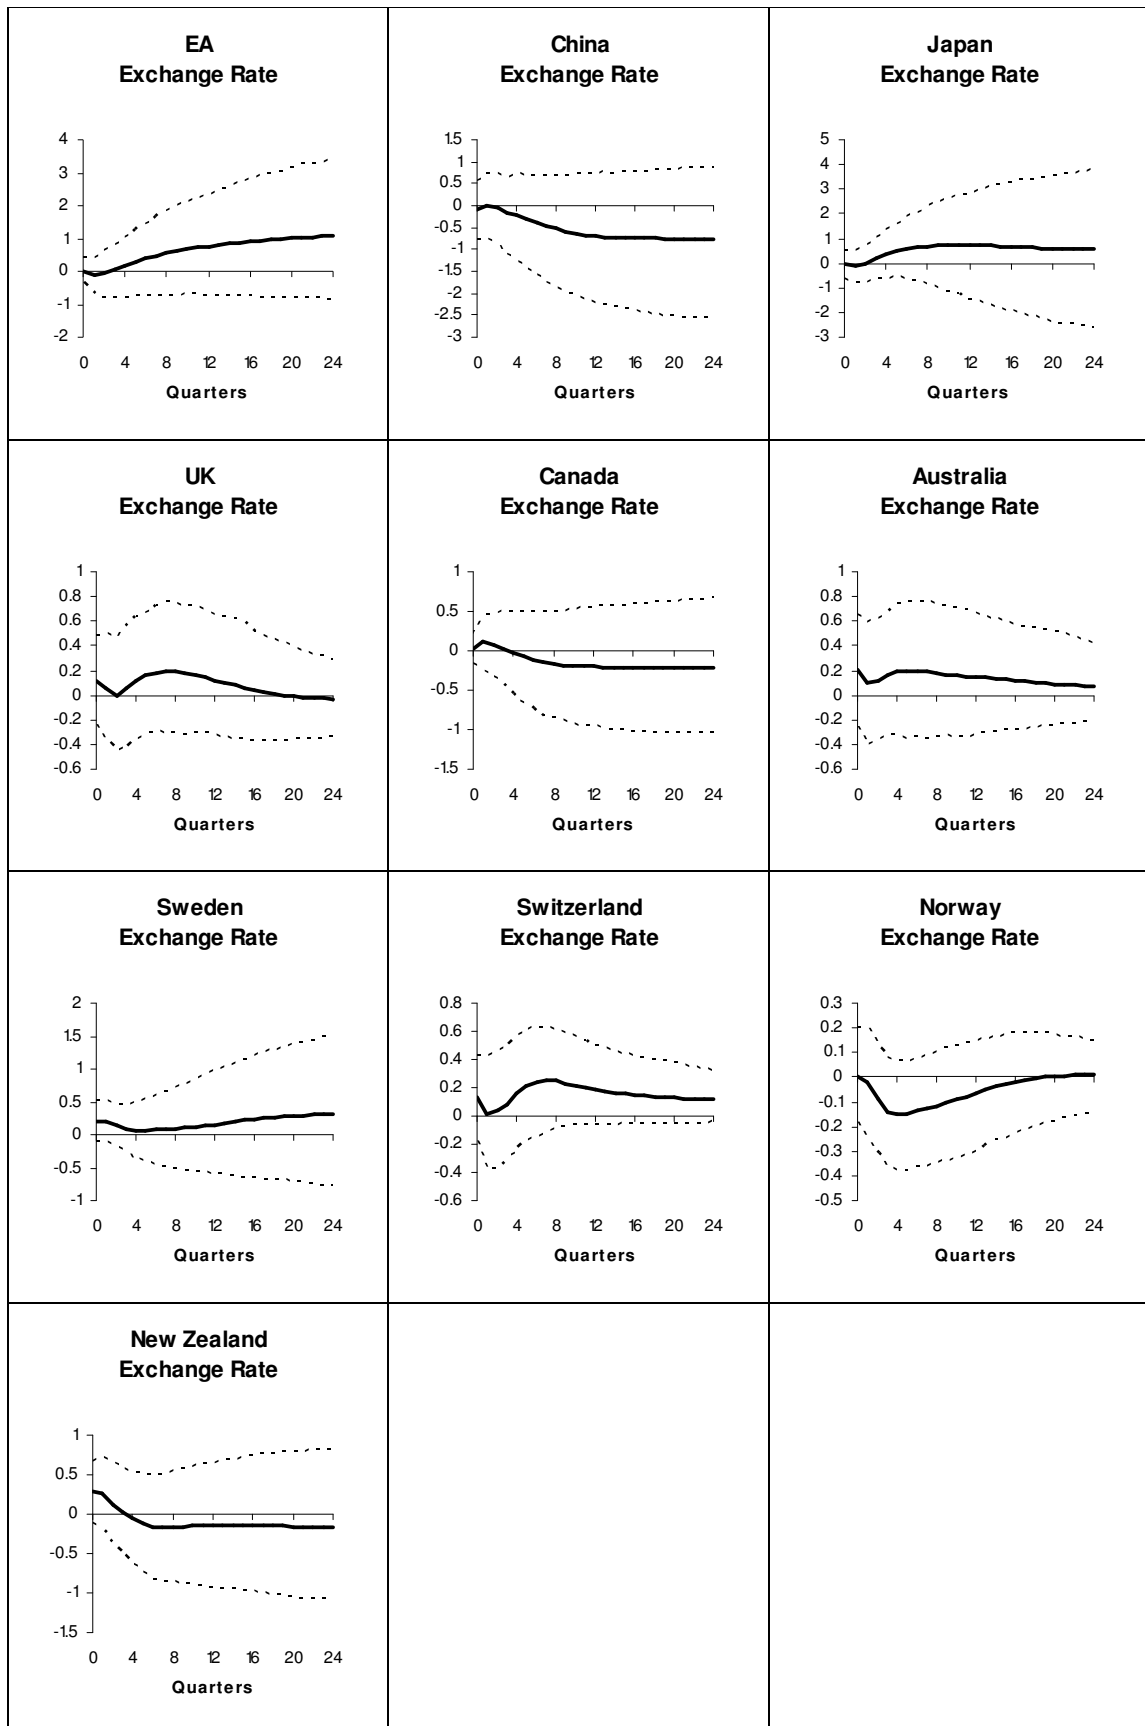 EA
Exchange Rate
4
3
2
1
0
-1
-2
0 4 8 12 16 20 24
Quarters
China
Exchange Rate
1.5
1
0.5
0
-0.5
-1
-1.5
-2
-2.5
-3
0 4 8 12 16 20 24
Quarters
Japan
Exchange Rate
5
4
3
2
1
0
-1
-2
-3
0 4 8 12 16 20 24
Quarters
UK
Exchange Rate
1
0.8
0.6
0.4
0.2
0
-0.2
-0.4
-0.6
0 4 8 12 16 20 24
Quarters
Canada
Exchange Rate
1
0.5
0
-0.5
-1
-1.5
0 4 8 12 16 20 24
Quarters
Australia
Exchange Rate
1
0.8
0.6
0.4
0.2
0
-0.2
-0.4
-0.6
0 4 8 12 16 20 24
Quarters
Sweden
Exchange Rate
2
1.5
1
0.5
0
-0.5
-1
0 4 8 12 16 20 24
Quarters
Switzerland
Exchange Rate
0.8
0.6
0.4
0.2
0
-0.2
-0.4
-0.6
0 4 8 12 16 20 24
Quarters
Norway
Exchange Rate
0.3
0.2
0.1
0
-0.1
-0.2
-0.3
-0.4
-0.5
0 4 8 12 16 20 24
Quarters
New Zealand
Exchange Rate
1
0.5
0
-0.5
-1
-1.5
0 4 8 12 16 20 24
Quarters